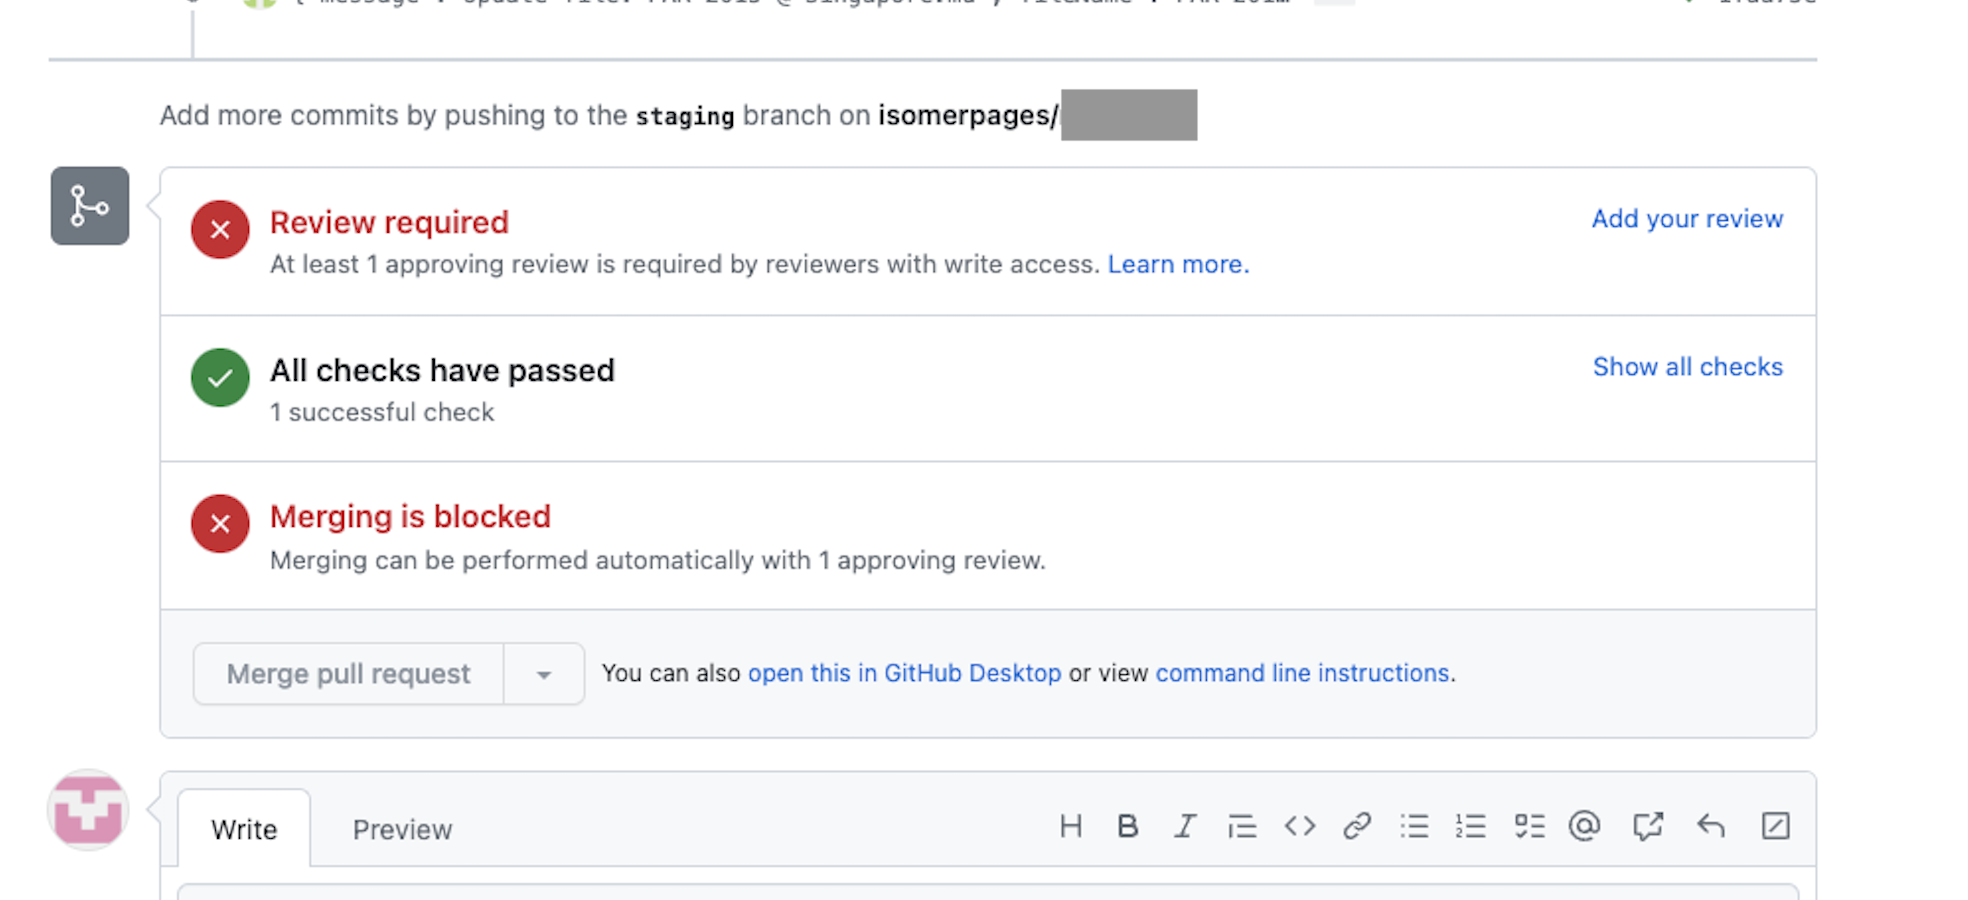 Add more commits by pushing to the staging branch on isomerpages/
Review required
Add your review
At least 1 approving review is required by reviewers with write access. Learn more.
All checks have passed
Show all checks
1 successful check
Merging is blocked
Merging can be performed automatically with 1 approving review.
Merge pull request
You can also open this in GitHub Desktop or view command line instructions.
Write
Preview